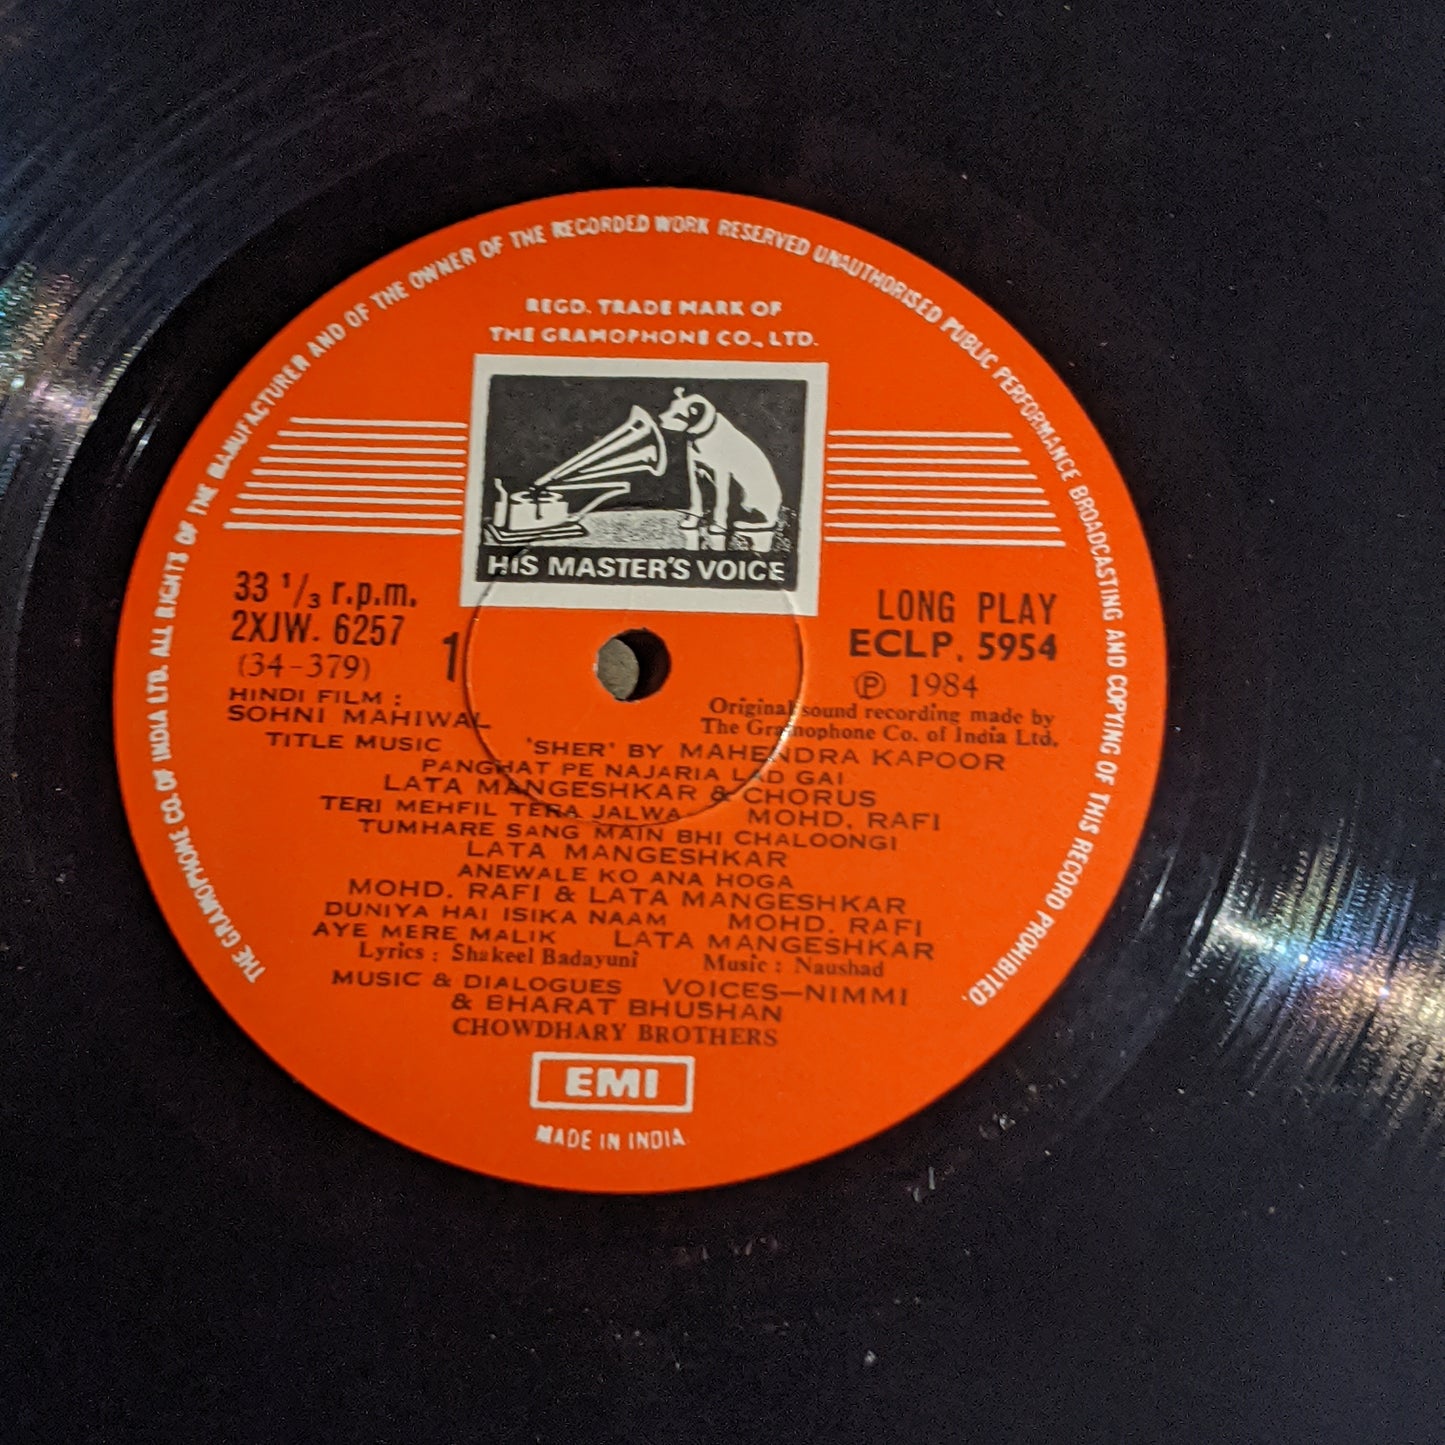 THE GRAMOPHONE CO. OF INDIA LTD. ALL RIGHTS OF THE MANUFACTURER AND OF THE OWNER OF THE RECORDED WORK RESERVED UNAUTHORISED PUBLIC PERFORMANCE BROADCASTING AND COPYING OF THIS RECORD PROHIBITED.
REGD. TRADE MARK OF
THE GRAMOPHONE CO., LTD.
HIS MASTER'S VOICE
33 1/3 r.p.m.
2XJW. 6257
(34-379)
1
LONG PLAY
ECLP. 5954
℗ 1984
Original sound recording made by
The Gramophone Co. of India Ltd.
HINDI FILM :
SOHNI MAHIWAL
TITLE MUSIC 'SHER' BY MAHENDRA KAPOOR
PANGHAT PE NAJARIA LAD GAI
LATA MANGESHKAR & CHORUS
TERI MEHFIL TERA JALWA MOHD. RAFI
TUMHARE SANG MAIN BHI CHALOONGI
LATA MANGESHKAR
ANEWALE KO ANA HOGA
MOHD. RAFI & LATA MANGESHKAR
DUNIYA HAI ISIKA NAAM MOHD. RAFI
AYE MERE MALIK LATA MANGESHKAR
Lyrics : Shakeel Badayuni Music : Naushad
MUSIC & DIALOGUES VOICES—NIMMI
& BHARAT BHUSHAN
CHOWDHARY BROTHERS
EMI
MADE IN INDIA